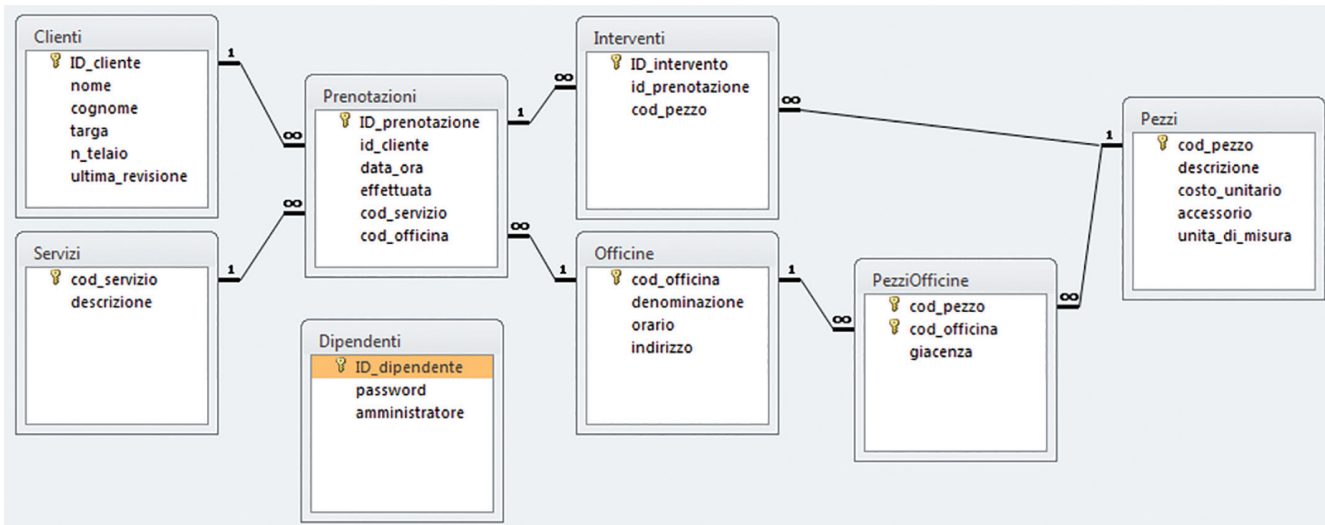 Clienti
ID_cliente
nome
cognome
targa
n_telaio
ultima_revisione
1
∞
Servizi
cod_servizio
descrizione
1
∞
Prenotazioni
ID_prenotazione
id_cliente
data_ora
effettuata
cod_servizio
cod_officina
1
∞
∞
1
Dipendenti
ID_dipendente
password
amministratore
Interventi
ID_intervento
id_prenotazione
cod_pezzo
∞
1
Officine
cod_officina
denominazione
orario
indirizzo
1
∞
PezziOfficine
cod_pezzo
cod_officina
giacenza
∞
Pezzi
cod_pezzo
descrizione
costo_unitario
accessorio
unita_di_misura